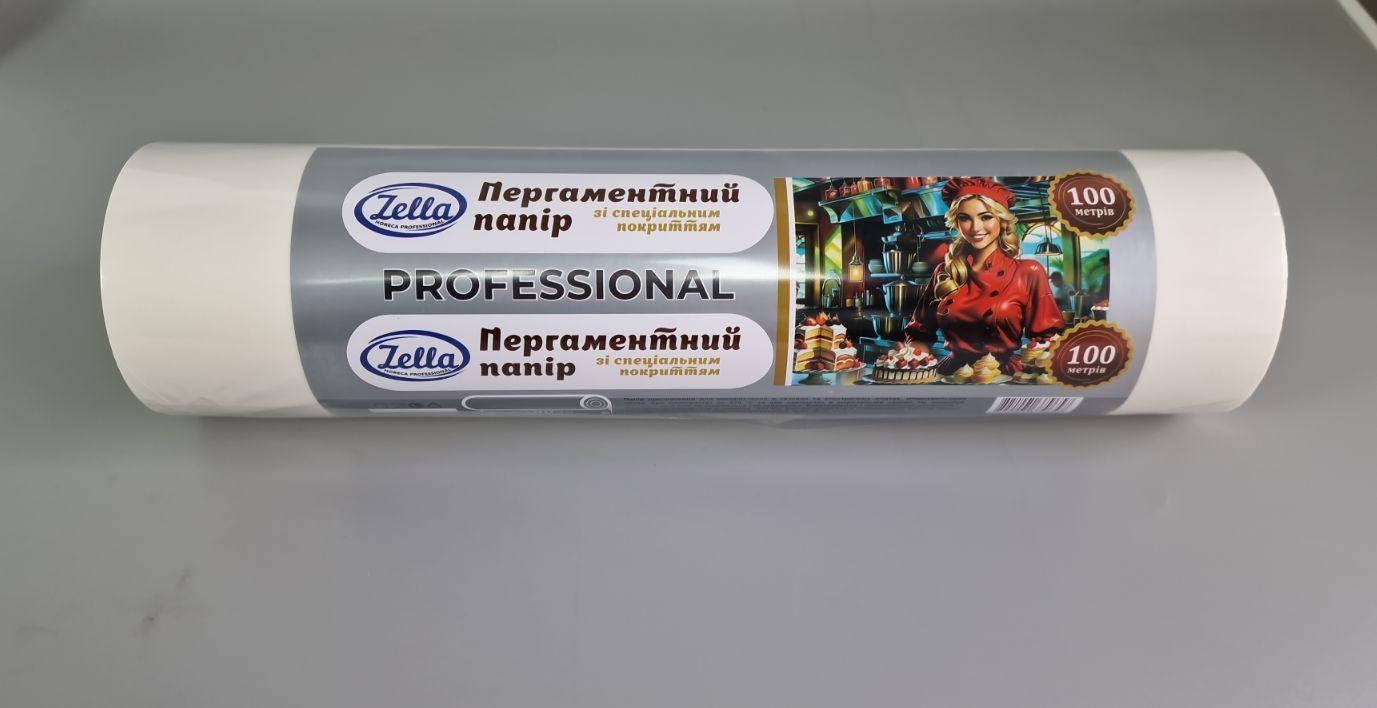 Zella
HORECA PROFESSIONAL
Пергаментний
папір
зі спеціальним
покриттям
100
метрів
PROFESSIONAL
Zella
HORECA PROFESSIONAL
Пергаментний
папір
зі спеціальним
покриттям
100
метрів